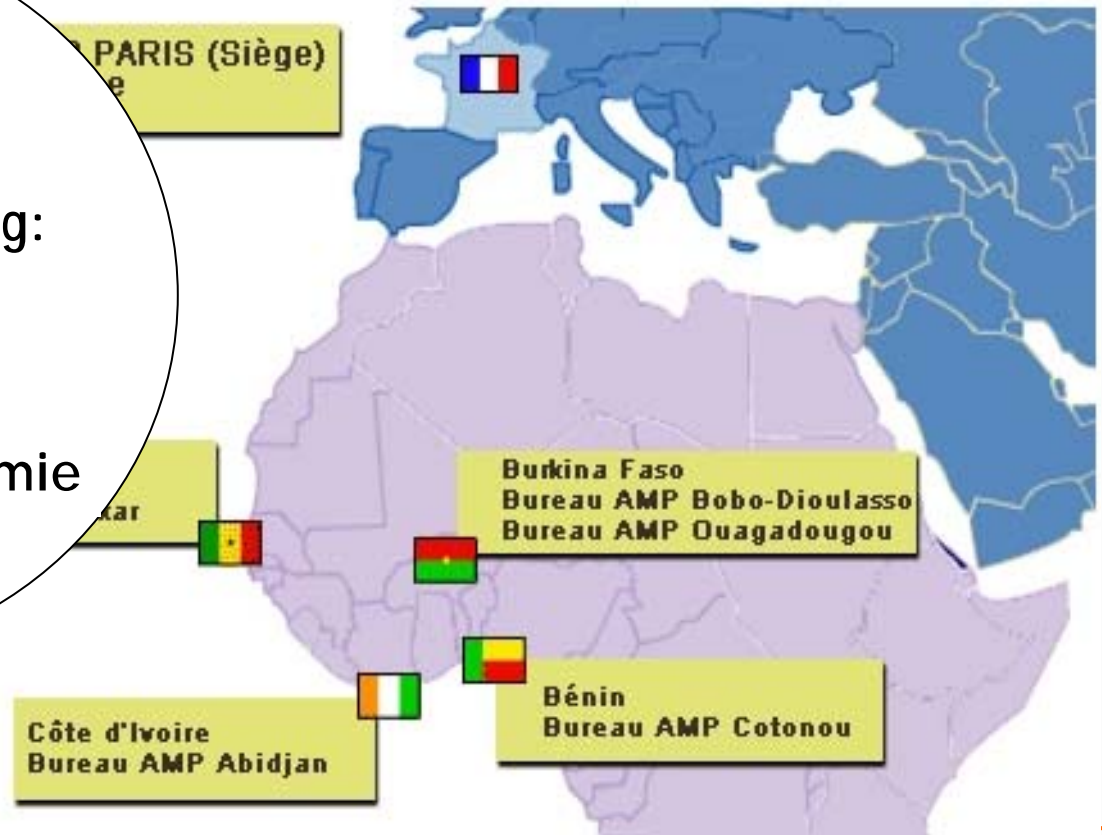 PARIS (Siège)
g:
mie
Burkina Faso
Bureau AMP Bobo-Dioulasso
Bureau AMP Ouagadougou
Bénin
Bureau AMP Cotonou
Côte d'Ivoire
Bureau AMP Abidjan